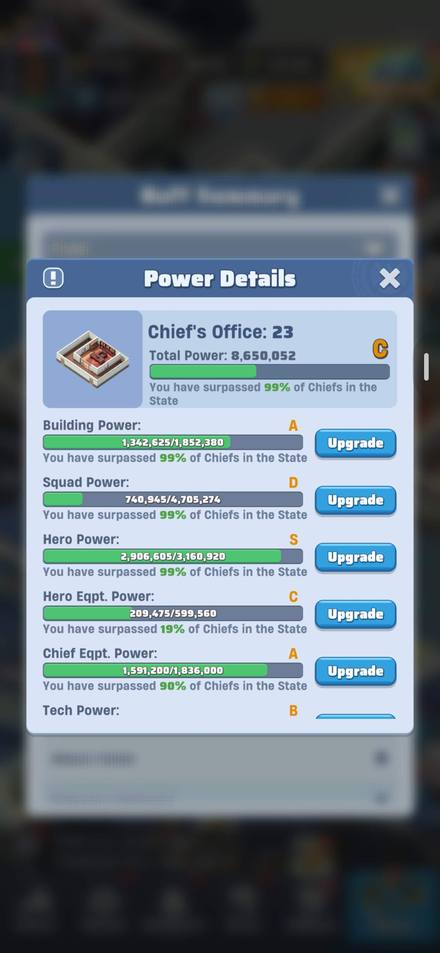 Power Details
Chief's Office: 23
Total Power: 8,650,052
C
You have surpassed 99% of Chiefs in the
State
Building Power:
A
1,342,625/1,852,380
Upgrade
You have surpassed 99% of Chiefs in the State
Squad Power:
D
740,945/4,705,274
Upgrade
You have surpassed 99% of Chiefs in the State
Hero Power:
S
2,906,605/3,160,920
Upgrade
You have surpassed 99% of Chiefs in the State
Hero Eqpt. Power:
C
209,475/599,560
Upgrade
You have surpassed 19% of Chiefs in the State
Chief Eqpt. Power:
A
1,591,200/1,836,000
Upgrade
You have surpassed 90% of Chiefs in the State
Tech Power:
B